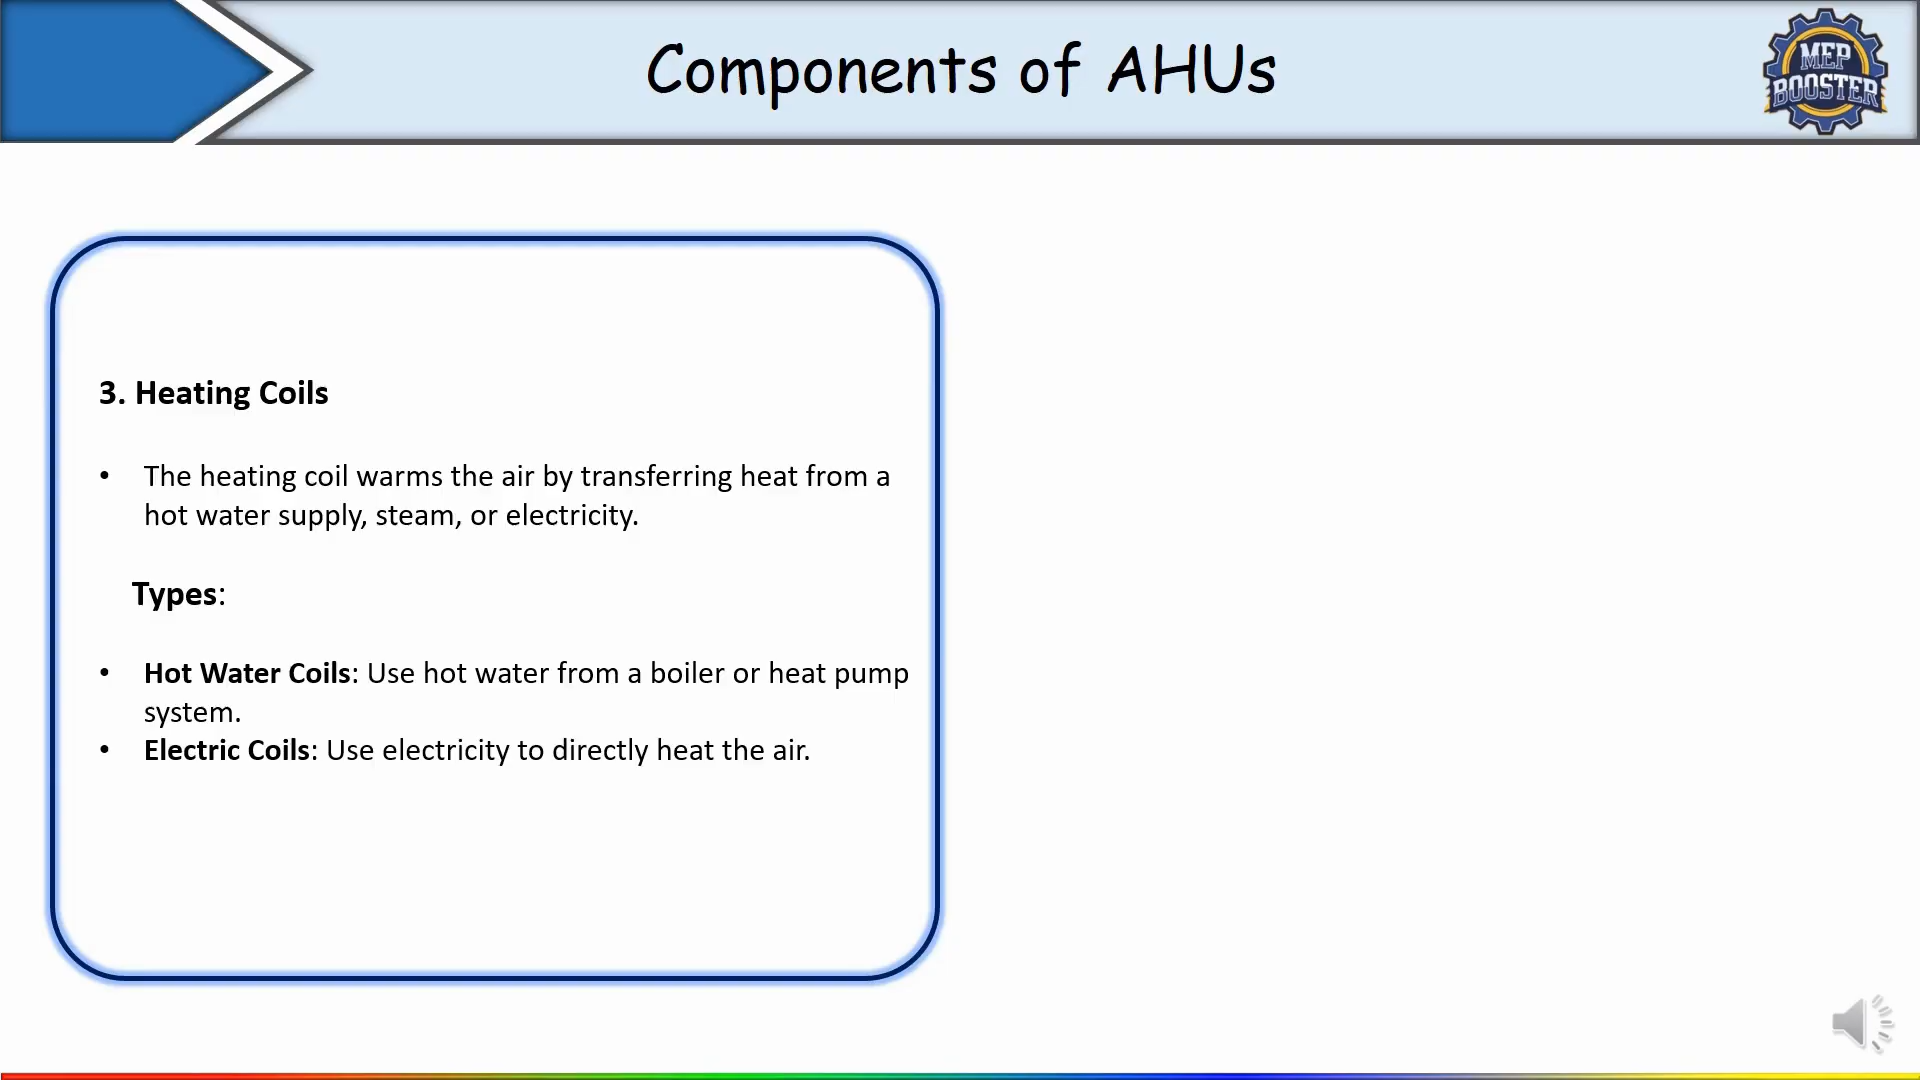 Components of AHUs
MEP
BOOSTER
3. Heating Coils
• The heating coil warms the air by transferring heat from a
hot water supply, steam, or electricity.
Types:
• Hot Water Coils: Use hot water from a boiler or heat pump
system.
• Electric Coils: Use electricity to directly heat the air.